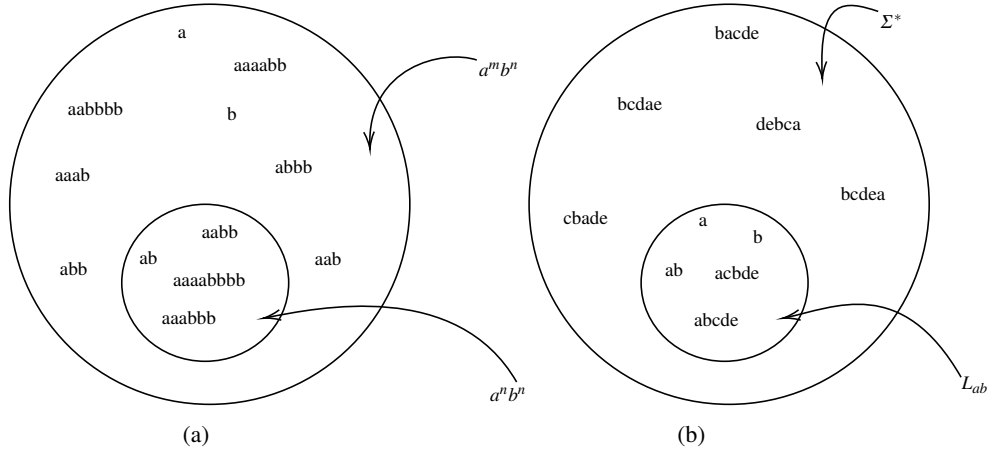 a
aaaabb
a^m b^n
aabbbb
b
aaab
abbb
abb
aab
aabb
ab
aaaabbbb
aaabbb
a^n b^n
(a)
bacde
Σ*
bcdae
debca
bcdea
cbade
a
b
ab
acbde
abcde
L_ab
(b)